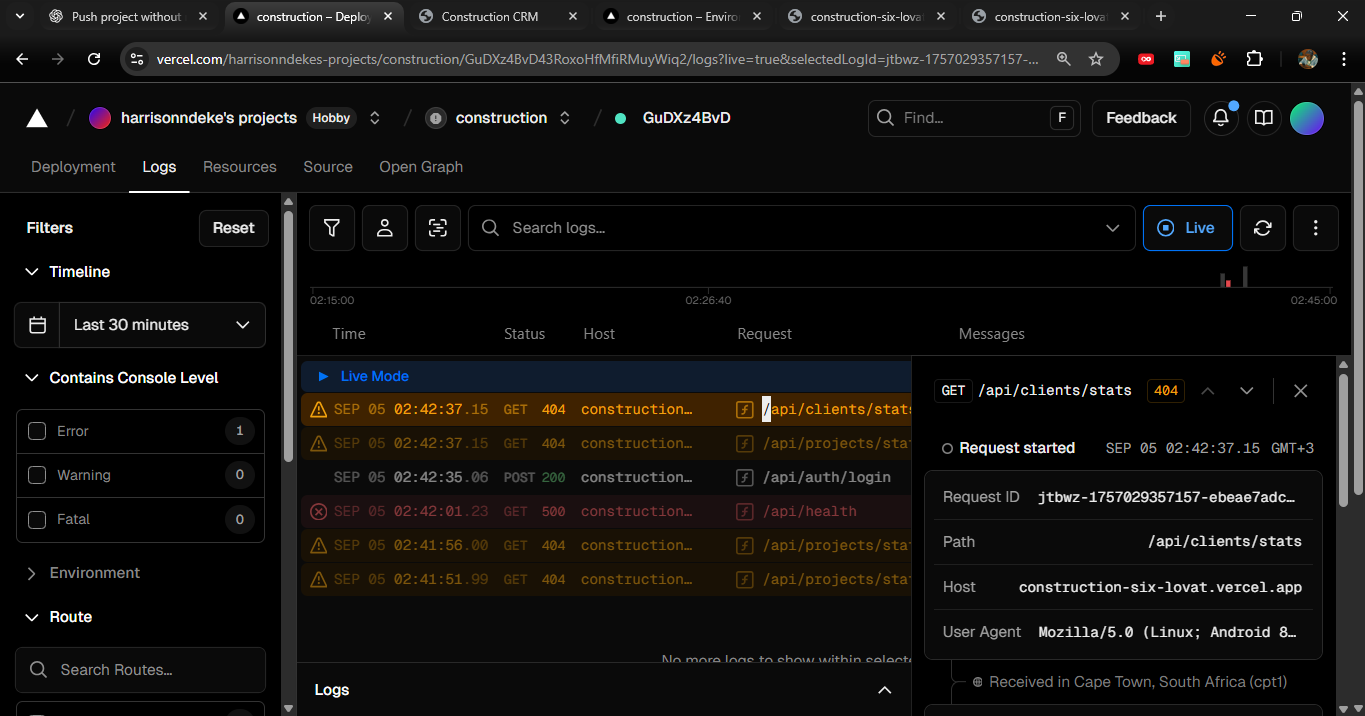 Push project without
construction – Deploy
Construction CRM
construction – Enviro
construction-six-lovat
construction-six-lovat
vercel.com/harrisonndekes-projects/construction/GuDXz4BvD43RoxoHfMfiRMuyWiq2/logs?live=true&selectedLogId=jtbwz-1757029357157-...
harrisonndeke's projects Hobby / construction / GuDXz4BvD
Find... F
Feedback
Deployment Logs Resources Source Open Graph
Filters
Reset
Timeline
Last 30 minutes
Contains Console Level
Error 1
Warning 0
Fatal 0
Environment
Route
Search Routes...
Search logs...
Live
02:15:00 02:26:40 02:45:00
Time Status Host Request Messages
Live Mode
SEP 05 02:42:37.15 GET 404 construction… /api/clients/stats
SEP 05 02:42:37.15 GET 404 construction… /api/projects/sta
SEP 05 02:42:35.06 POST 200 construction… /api/auth/login
SEP 05 02:42:01.23 GET 500 construction… /api/health
SEP 05 02:41:56.00 GET 404 construction… /api/projects/sta
SEP 05 02:41:51.99 GET 404 construction… /api/projects/sta
No more logs to show within selecte
Logs
GET /api/clients/stats 404
Request started SEP 05 02:42:37.15 GMT+3
Request ID jtbwz-1757029357157-ebeae7adc…
Path /api/clients/stats
Host construction-six-lovat.vercel.app
User Agent Mozilla/5.0 (Linux; Android 8…
Received in Cape Town, South Africa (cpt1)